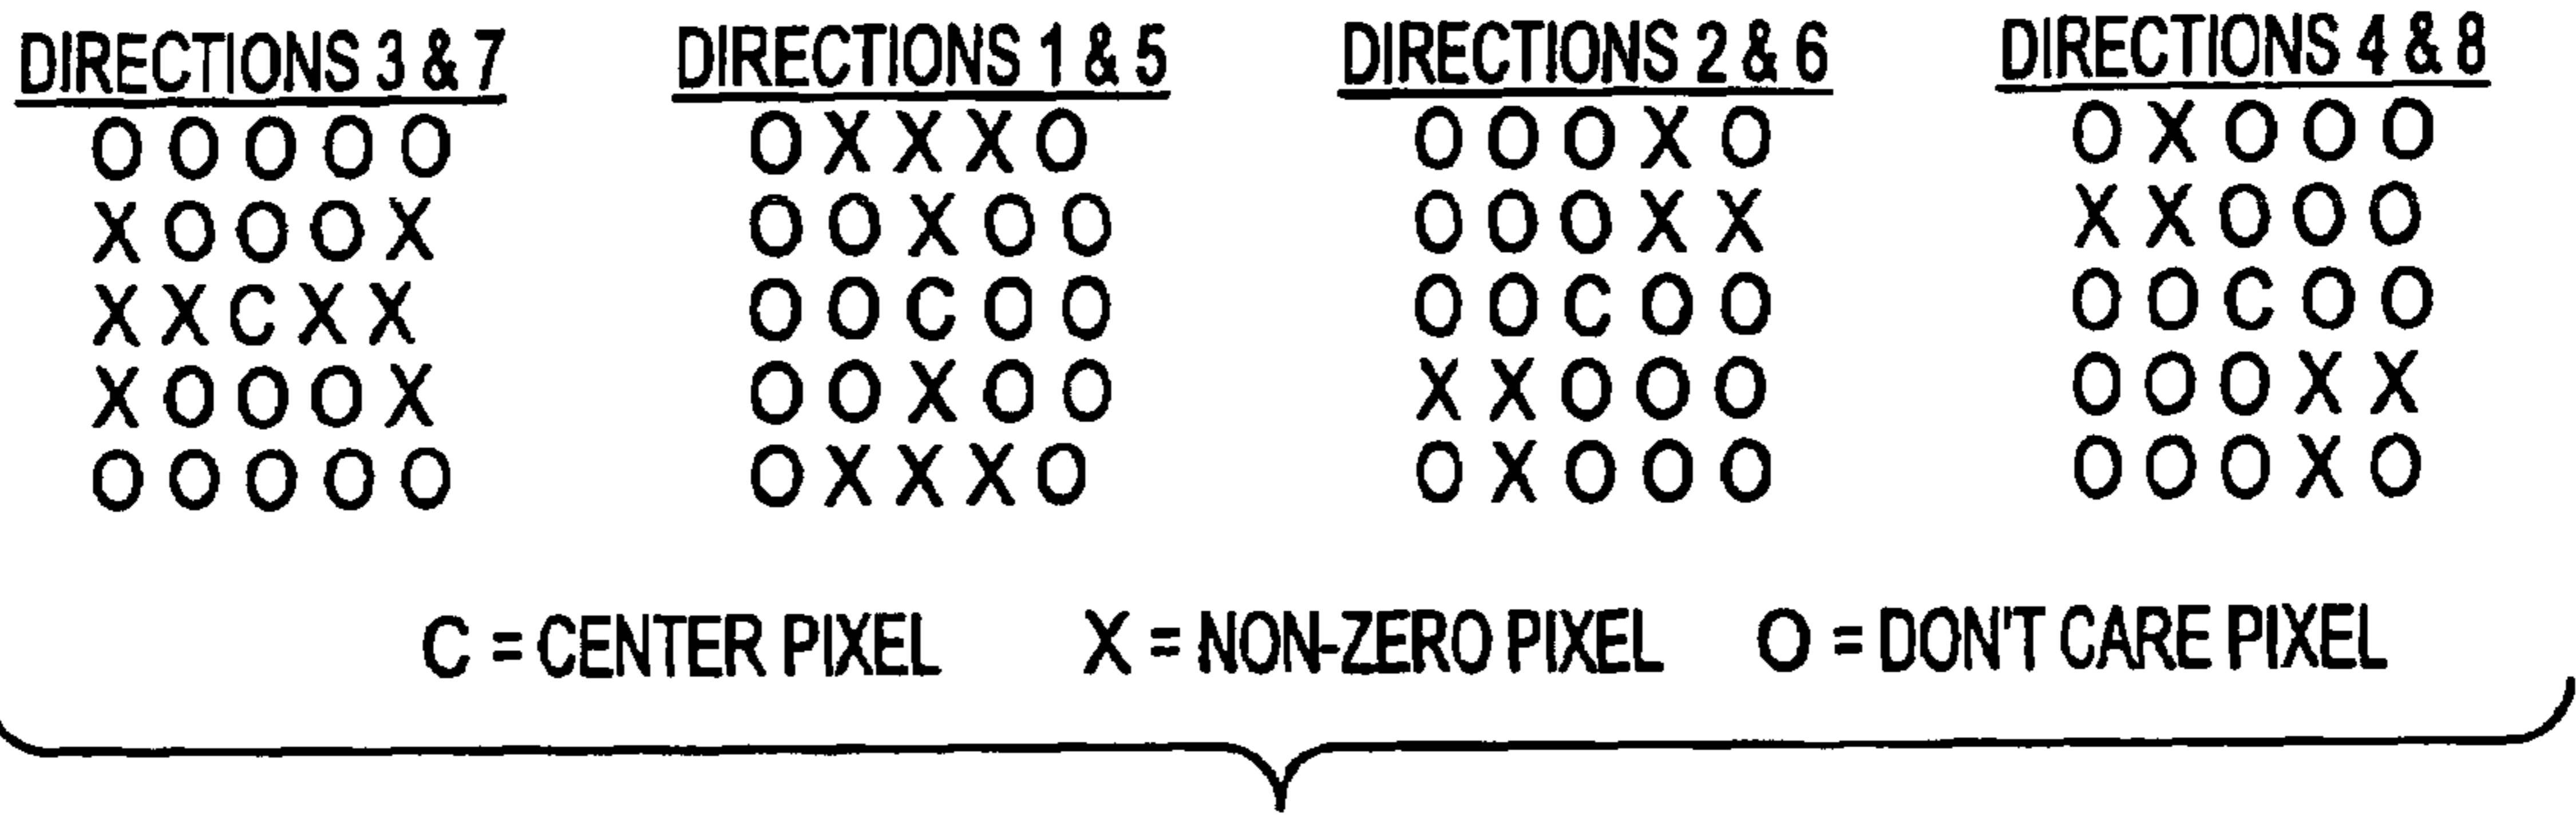 DIRECTIONS 3 & 7
O O O O O
X O O O X
X X C X X
X O O O X
O O O O O
DIRECTIONS 1 & 5
O X X X O
O O X O O
O O C O O
O O X O O
O X X X O
DIRECTIONS 2 & 6
O O O X O
O O O X X
O O C O O
X X O O O
O X O O O
DIRECTIONS 4 & 8
O X O O O
X X O O O
O O C O O
O O O X X
O O O X O
C = CENTER PIXEL X = NON-ZERO PIXEL O = DON'T CARE PIXEL